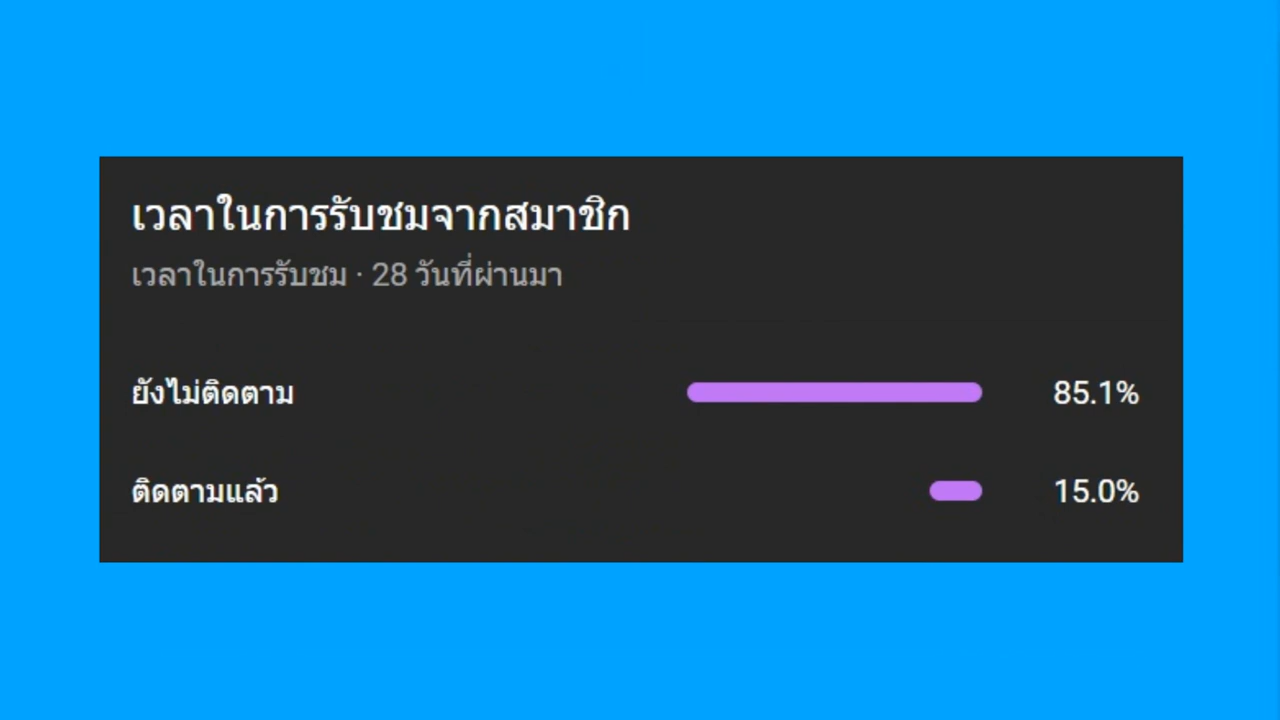 เวลาในการรับชมจากสมาชิก
เวลาในการรับชม · 28 วันที่ผ่านมา
ยังไม่ติดตาม 85.1%
ติดตามแล้ว 15.0%